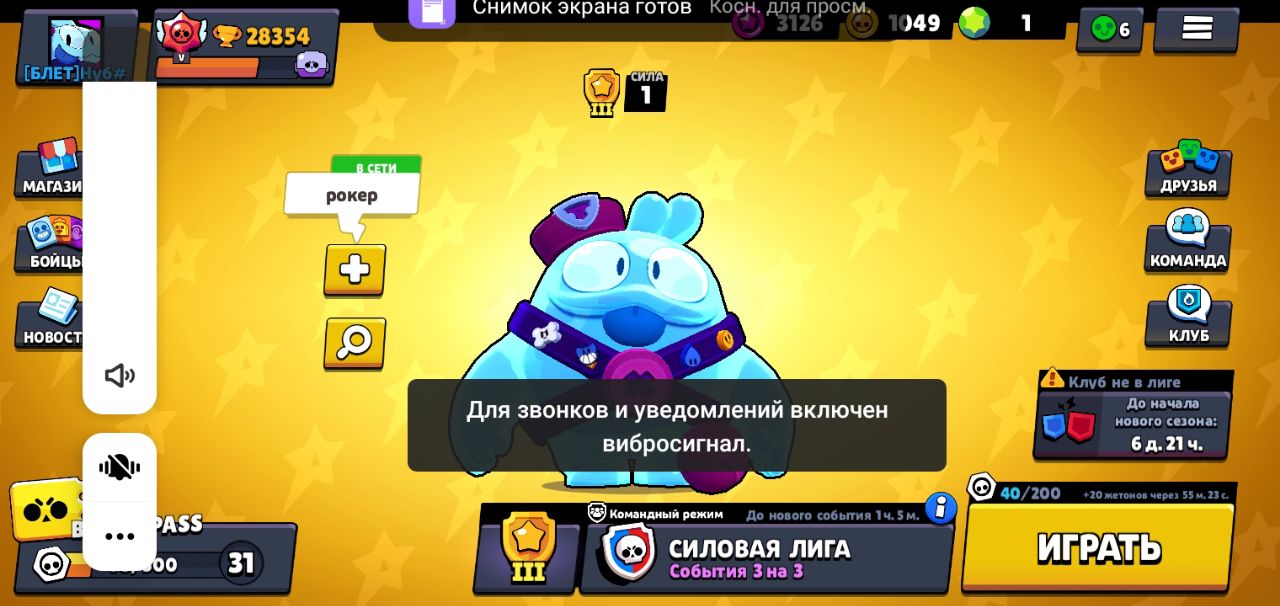 Снимок экрана готов Косн. для просм.
[БЛЕТ]Нуб#
V
28354
3126
1049
1
6
СИЛА
1
III
МАГАЗИ
БОЙЦЫ
НОВОСТ
В СЕТИ
рокер
ДРУЗЬЯ
КОМАНДА
КЛУБ
Клуб не в лиге
До начала
нового сезона:
6 д. 21 ч.
Для звонков и уведомлений включен
вибросигнал.
PASS
31
III
Командный режим
До нового события 1 ч. 5 м.
СИЛОВАЯ ЛИГА
События 3 на 3
40/200
+20 жетонов через 55 м. 23 с.
ИГРАТЬ